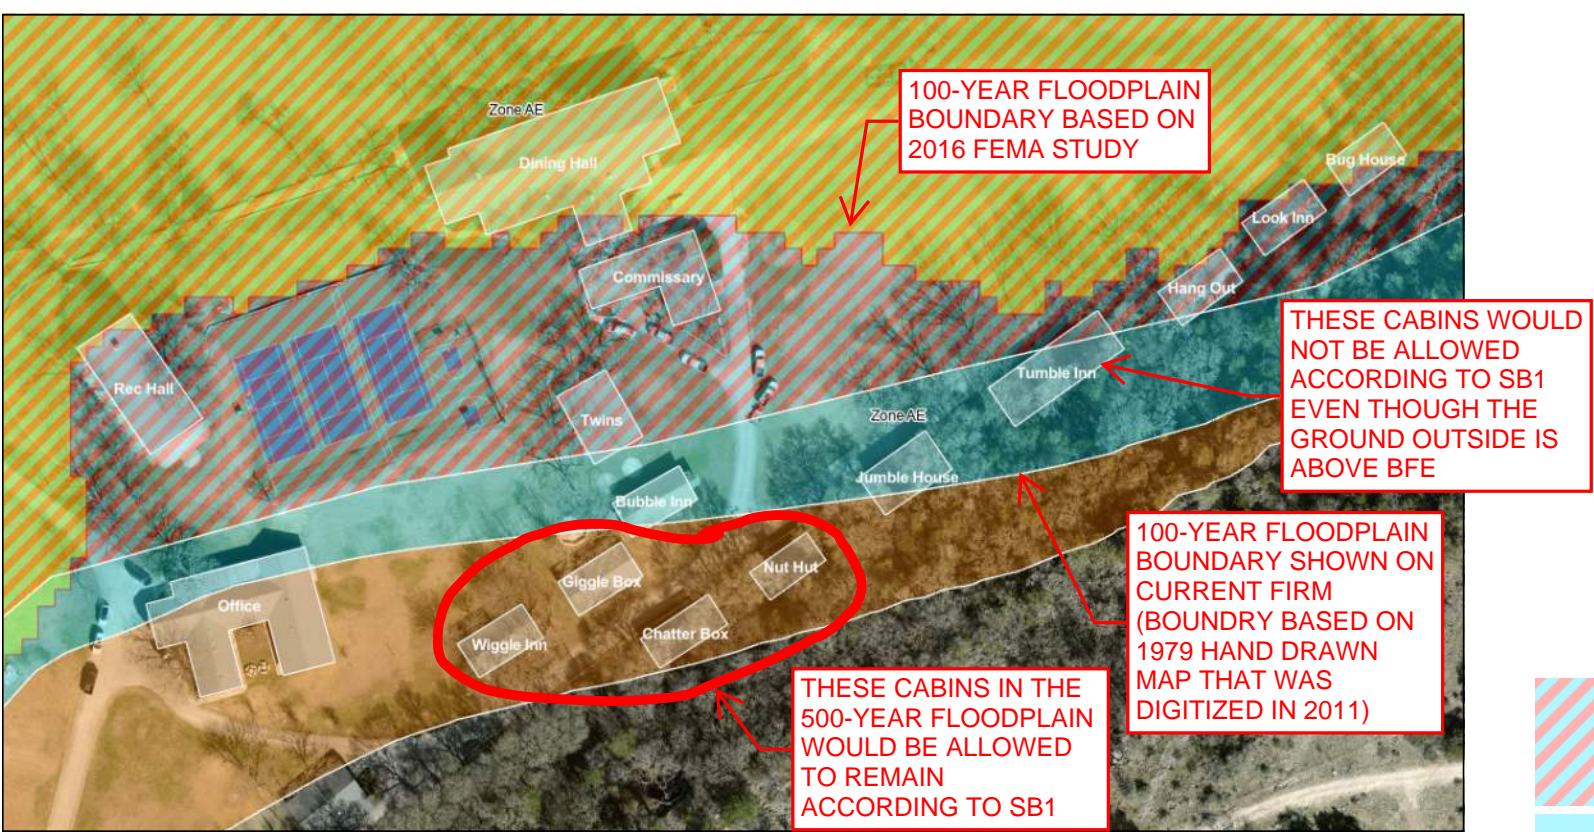 100-YEAR FLOODPLAIN
BOUNDARY BASED ON
2016 FEMA STUDY
Zone AE
Dining Hall
Bug House
Look Inn
Commissary
Hang Out
THESE CABINS WOULD
NOT BE ALLOWED
ACCORDING TO SB1
EVEN THOUGH THE
GROUND OUTSIDE IS
ABOVE BFE
Rec Hall
Tumble Inn
Twins
Zone AE
Jumble House
Bubble Inn
100-YEAR FLOODPLAIN
BOUNDARY SHOWN ON
CURRENT FIRM
(BOUNDRY BASED ON
1979 HAND DRAWN
MAP THAT WAS
DIGITIZED IN 2011)
Nut Hut
Giggle Box
Office
Chatter Box
Wiggle Inn
THESE CABINS IN THE
500-YEAR FLOODPLAIN
WOULD BE ALLOWED
TO REMAIN
ACCORDING TO SB1